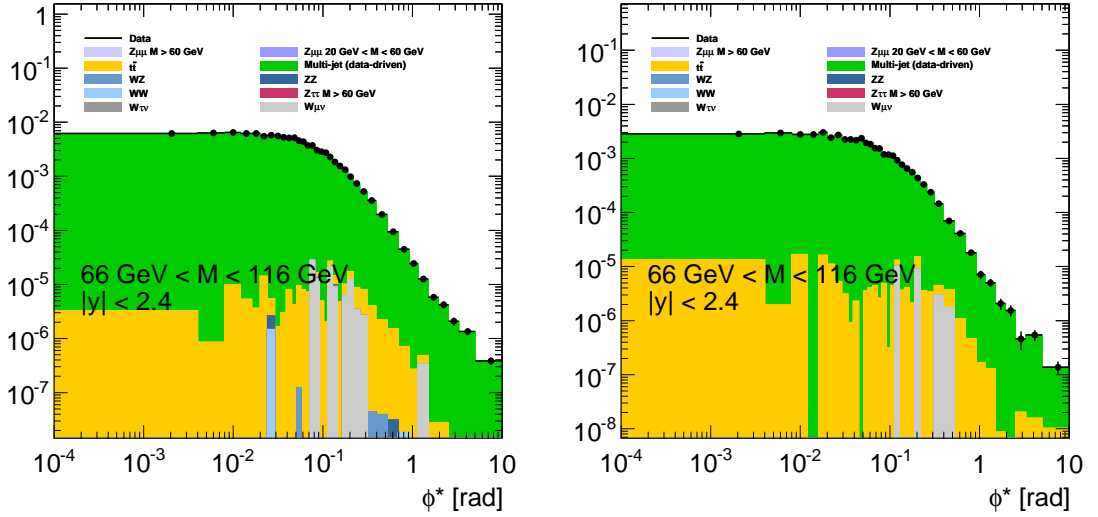 1
10^-1
10^-2
10^-3
10^-4
10^-5
10^-6
10^-7
Data
Zμμ M > 60 GeV
Zμμ 20 GeV < M < 60 GeV
tt̄
Multi-jet (data-driven)
WZ
ZZ
WW
Zττ M > 60 GeV
Wτν
Wμν
66 GeV < M < 116 GeV
|y| < 2.4
10^-4 10^-3 10^-2 10^-1 1 10
ϕ* [rad]
1
10^-1
10^-2
10^-3
10^-4
10^-5
10^-6
10^-7
10^-8
Data
Zμμ M > 60 GeV
Zμμ 20 GeV < M < 60 GeV
tt̄
Multi-jet (data-driven)
WZ
ZZ
WW
Zττ M > 60 GeV
Wτν
Wμν
66 GeV < M < 116 GeV
|y| < 2.4
10^-4 10^-3 10^-2 10^-1 1 10
ϕ* [rad]